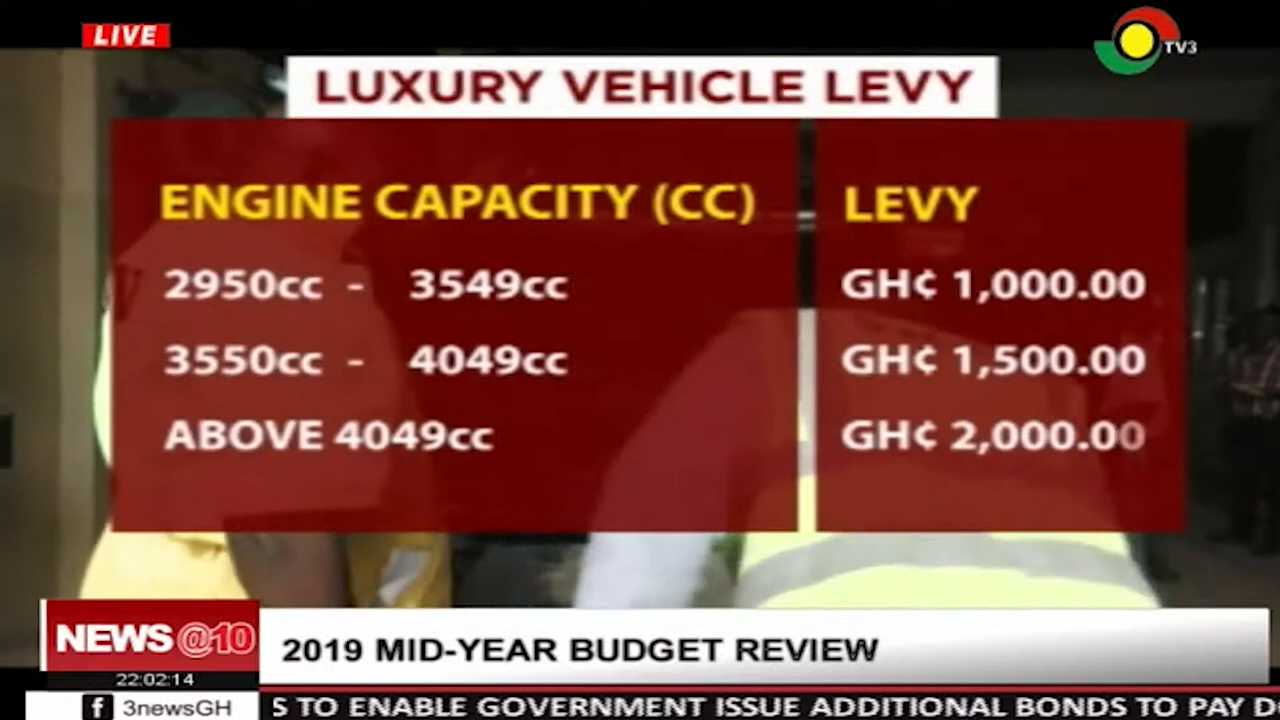 LIVE
TV3
LUXURY VEHICLE LEVY
ENGINE CAPACITY (CC) LEVY
2950cc - 3549cc GH¢ 1,000.00
3550cc - 4049cc GH¢ 1,500.00
ABOVE 4049cc GH¢ 2,000.00
NEWS @10
2019 MID-YEAR BUDGET REVIEW
22:02:14
f 3newsGH
S TO ENABLE GOVERNMENT ISSUE ADDITIONAL BONDS TO PAY D